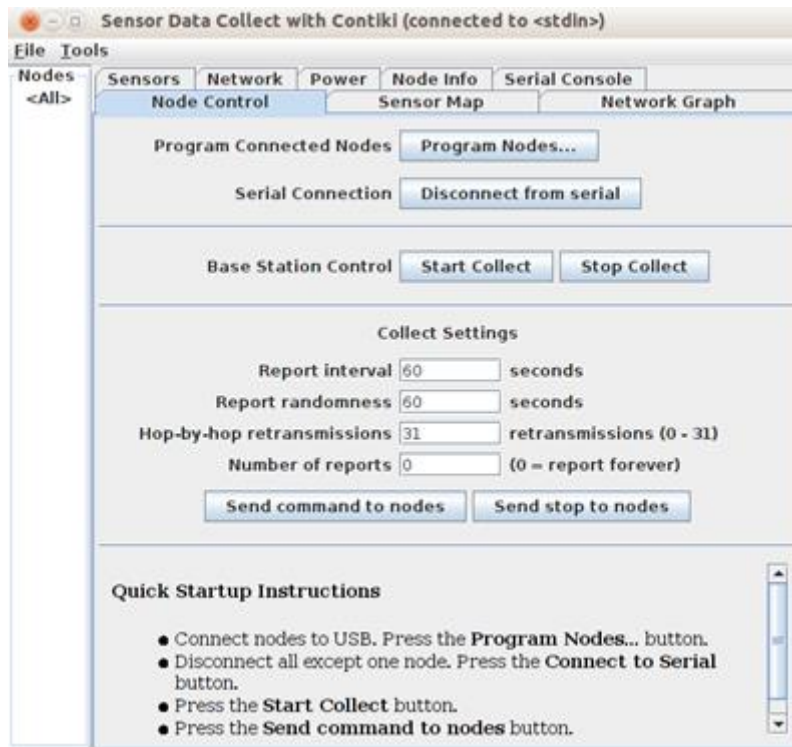 Sensor Data Collect with Contiki (connected to <stdin>)
File Tools
Nodes
<All>
Sensors Network Power Node Info Serial Console
Node Control Sensor Map Network Graph
Program Connected Nodes Program Nodes...
Serial Connection Disconnect from serial
Base Station Control Start Collect Stop Collect
Collect Settings
Report interval 60 seconds
Report randomness 60 seconds
Hop-by-hop retransmissions 31 retransmissions (0 - 31)
Number of reports 0 (0 = report forever)
Send command to nodes Send stop to nodes
Quick Startup Instructions
● Connect nodes to USB. Press the Program Nodes... button.
● Disconnect all except one node. Press the Connect to Serial
button.
● Press the Start Collect button.
● Press the Send command to nodes button.